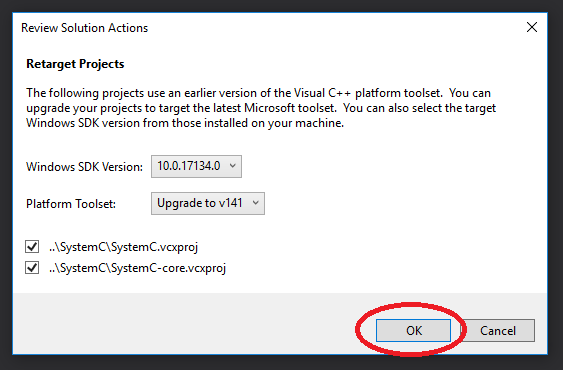 Review Solution Actions
Retarget Projects
The following projects use an earlier version of the Visual C++ platform toolset.  You can
upgrade your projects to target the latest Microsoft toolset.  You can also select the target
Windows SDK version from those installed on your machine.
Windows SDK Version: 10.0.17134.0
Platform Toolset: Upgrade to v141
..\SystemC\SystemC.vcxproj
..\SystemC\SystemC-core.vcxproj
OK Cancel